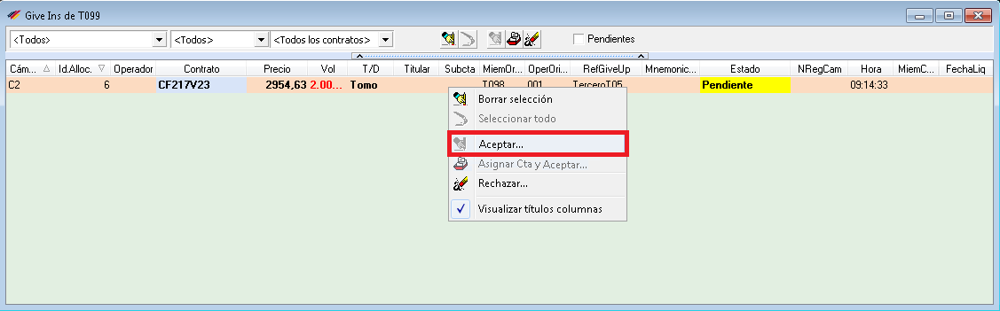 Give Ins de T099
<Todos> <Todos> <Todos los contratos> Pendientes
Cám... Id.Alloc. Operador Contrato Precio Vol T/D Titular Subcta MiemOr... OperOri... RefGiveUp Mnemonic... Estado NRegCam Hora MiemC... FechaLiq
C2 6 CF217V23 2954,63 2.00... Tomo T098 001 TerceroT05 Pendiente 09:14:33
Borrar selección
Seleccionar todo
Aceptar...
Asignar Cta y Aceptar...
Rechazar...
Visualizar títulos columnas